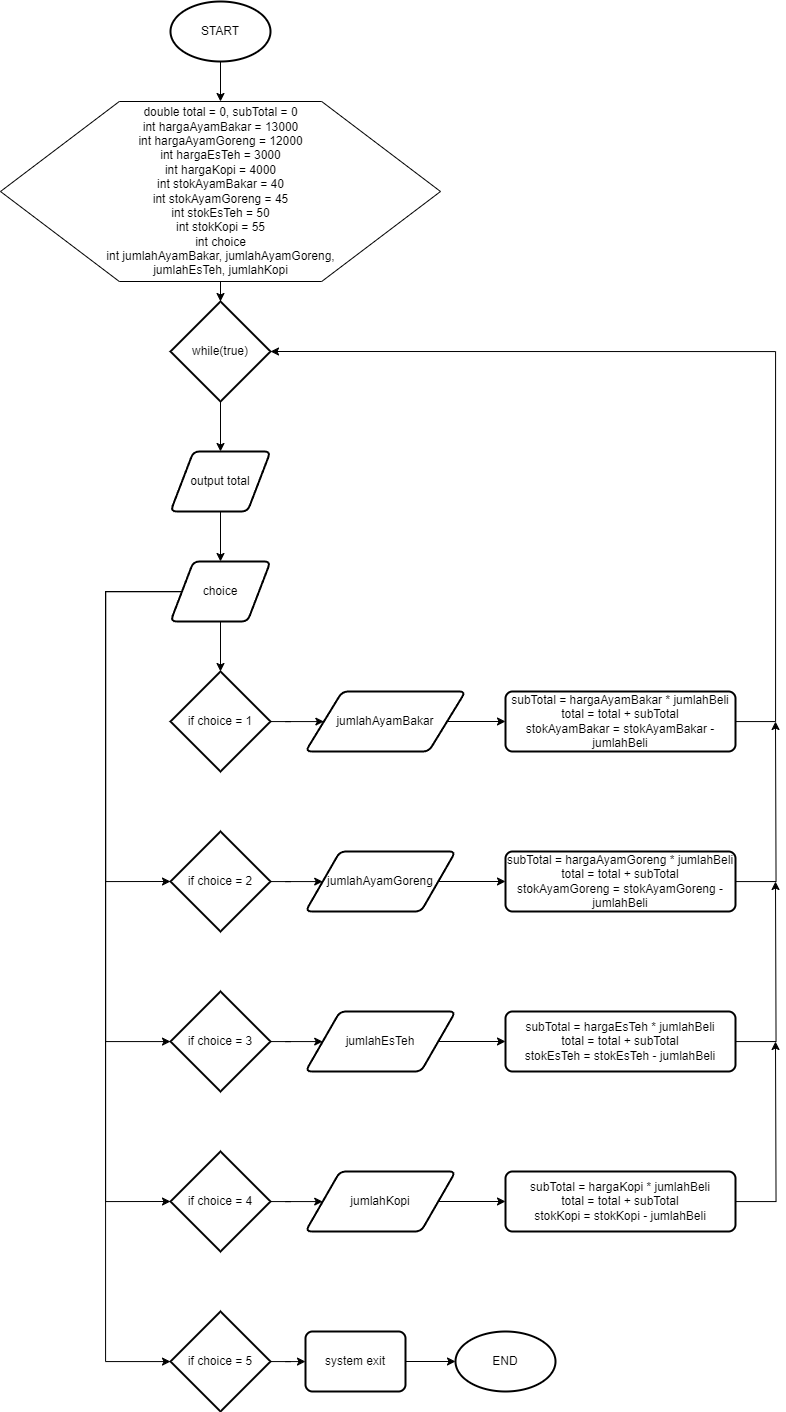 START
double total = 0, subTotal = 0
int hargaAyamBakar = 13000
int hargaAyamGoreng = 12000
int hargaEsTeh = 3000
int hargaKopi = 4000
int stokAyamBakar = 40
int stokAyamGoreng = 45
int stokEsTeh = 50
int stokKopi = 55
int choice
int jumlahAyamBakar, jumlahAyamGoreng,
jumlahEsTeh, jumlahKopi
while(true)
output total
choice
if choice = 1
jumlahAyamBakar
subTotal = hargaAyamBakar * jumlahBeli
total = total + subTotal
stokAyamBakar = stokAyamBakar -
jumlahBeli
if choice = 2
jumlahAyamGoreng
subTotal = hargaAyamGoreng * jumlahBeli
total = total + subTotal
stokAyamGoreng = stokAyamGoreng -
jumlahBeli
if choice = 3
jumlahEsTeh
subTotal = hargaEsTeh * jumlahBeli
total = total + subTotal
stokEsTeh = stokEsTeh - jumlahBeli
if choice = 4
jumlahKopi
subTotal = hargaKopi * jumlahBeli
total = total + subTotal
stokKopi = stokKopi - jumlahBeli
if choice = 5
system exit
END